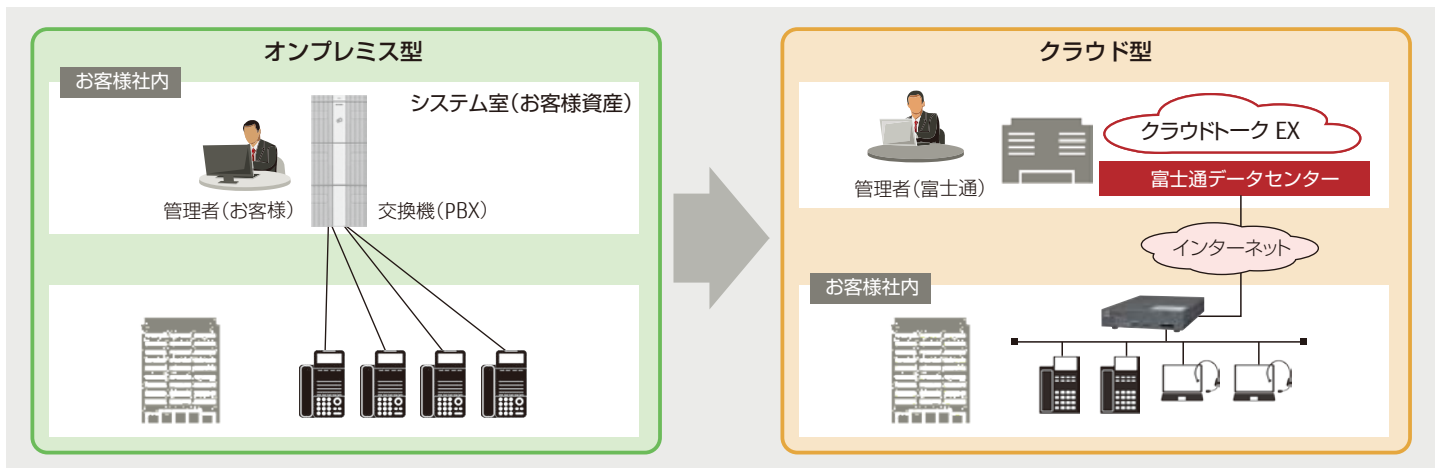 オンプレミス型
お客様社内
システム室(お客様資産)
管理者(お客様)
交換機(PBX)
クラウド型
クラウドトーク EX
富士通データセンター
管理者(富士通)
インターネット
お客様社内